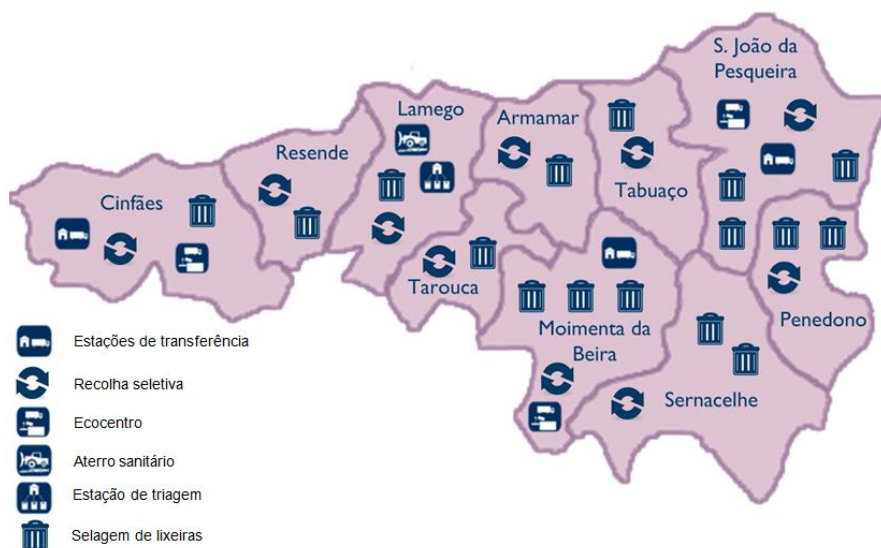 S. João da
Pesqueira
Lamego
Armamar
Resende
Tabuaço
Cinfães
Tarouca
Penedono
Moimenta da
Beira
Sernacelhe
Estações de transferência
Recolha seletiva
Ecocentro
Aterro sanitário
Estação de triagem
Selagem de lixeiras